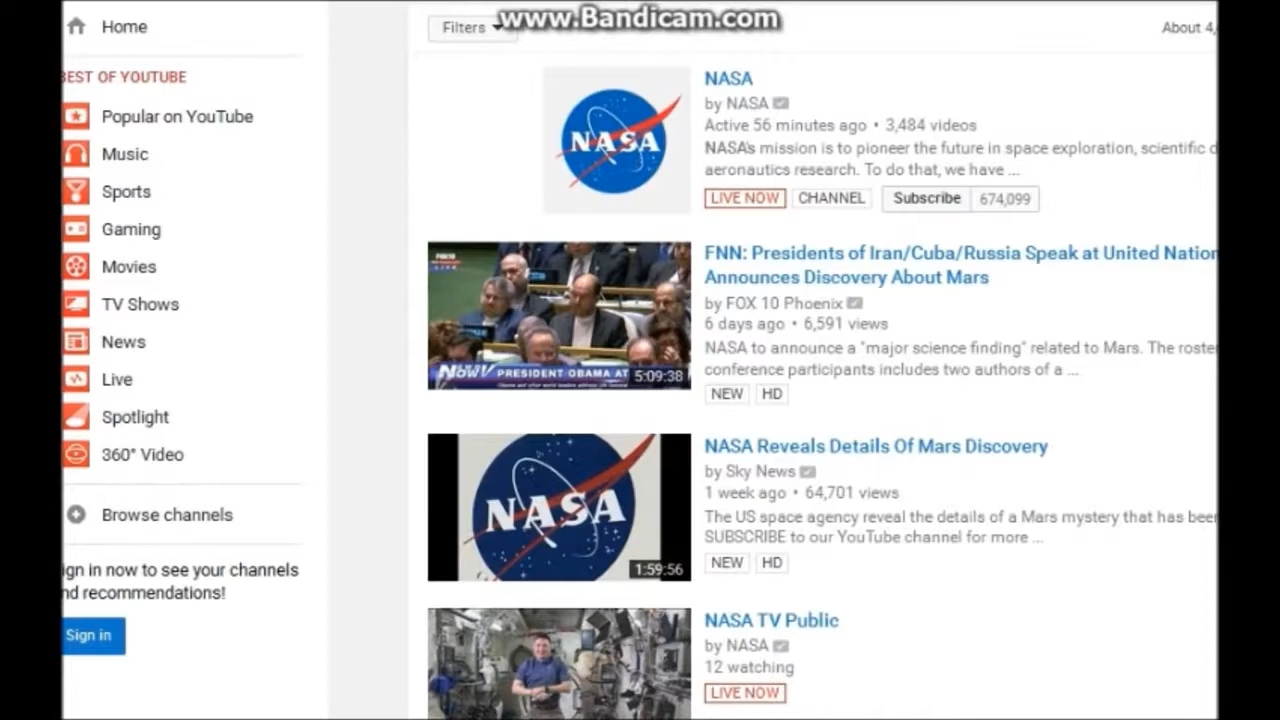 www.Bandicam.com
Home
BEST OF YOUTUBE
Popular on YouTube
Music
Sports
Gaming
Movies
TV Shows
News
Live
Spotlight
360° Video
Browse channels
ign in now to see your channels
nd recommendations!
Sign in
Filters
About 4,
NASA
NASA
by NASA
Active 56 minutes ago • 3,484 videos
NASA's mission is to pioneer the future in space exploration, scientific d
aeronautics research. To do that, we have ...
LIVE NOW CHANNEL Subscribe 674,099
FNN: Presidents of Iran/Cuba/Russia Speak at United Nation
Announces Discovery About Mars
by FOX 10 Phoenix
6 days ago • 6,591 views
NASA to announce a "major science finding" related to Mars. The roster
conference participants includes two authors of a ...
NEW HD
NOW PRESIDENT OBAMA AT
5:09:38
NASA
1:59:56
NASA Reveals Details Of Mars Discovery
by Sky News
1 week ago • 64,701 views
The US space agency reveal the details of a Mars mystery that has been
SUBSCRIBE to our YouTube channel for more ...
NEW HD
NASA TV Public
by NASA
12 watching
LIVE NOW